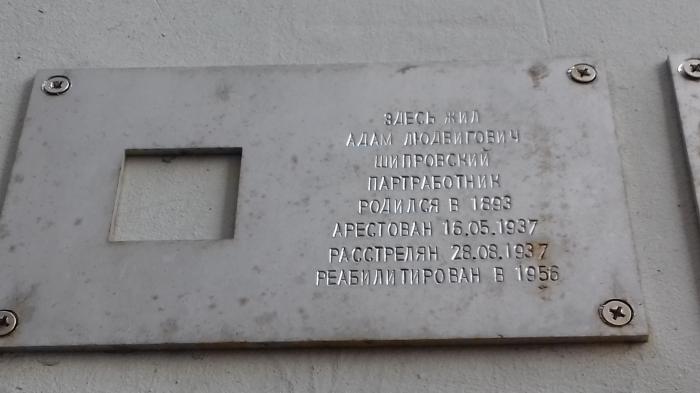 ЗДЕСЬ ЖИЛ
АДАМ ЛЮДВИГОВИЧ
ШИПРОВСКИЙ
ПАРТРАБОТНИК
РОДИЛСЯ В 1893
АРЕСТОВАН 16.05.1937
РАССТРЕЛЯН 28.08.1937
РЕАБИЛИТИРОВАН В 1956